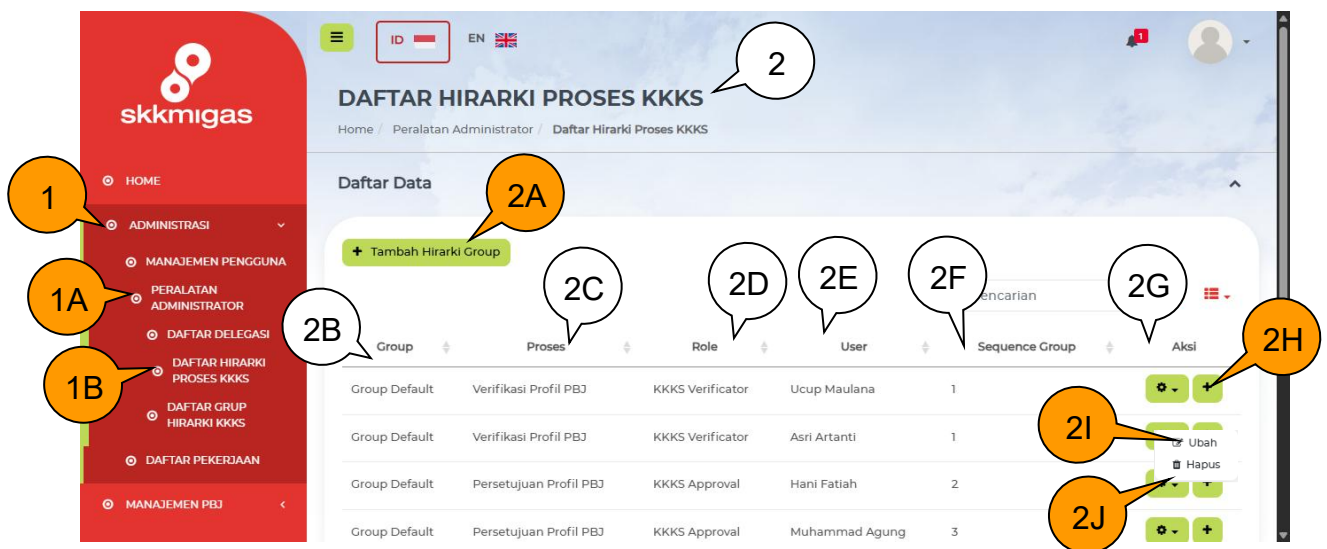 ID
EN
1
2
DAFTAR HIRARKI PROSES KKKS
Home / Peralatan Administrator / Daftar Hirarki Proses KKKS
skkmigas
Daftar Data
2A
+ Tambah Hirarki Group
1
HOME
ADMINISTRASI
MANAJEMEN PENGGUNA
1A
PERALATAN
ADMINISTRATOR
DAFTAR DELEGASI
1B
DAFTAR HIRARKI
PROSES KKKS
DAFTAR GRUP
HIRARKI KKKS
DAFTAR PEKERJAAN
MANAJEMEN PBJ
2B
2C
2D
2E
2F
2G
2H
encarian
Group Proses Role User Sequence Group Aksi
Group Default Verifikasi Profil PBJ KKKS Verificator Ucup Maulana 1
Group Default Verifikasi Profil PBJ KKKS Verificator Asri Artanti 1
2I
Ubah
Hapus
Group Default Persetujuan Profil PBJ KKKS Approval Hani Fatiah 2
2J
Group Default Persetujuan Profil PBJ KKKS Approval Muhammad Agung 3